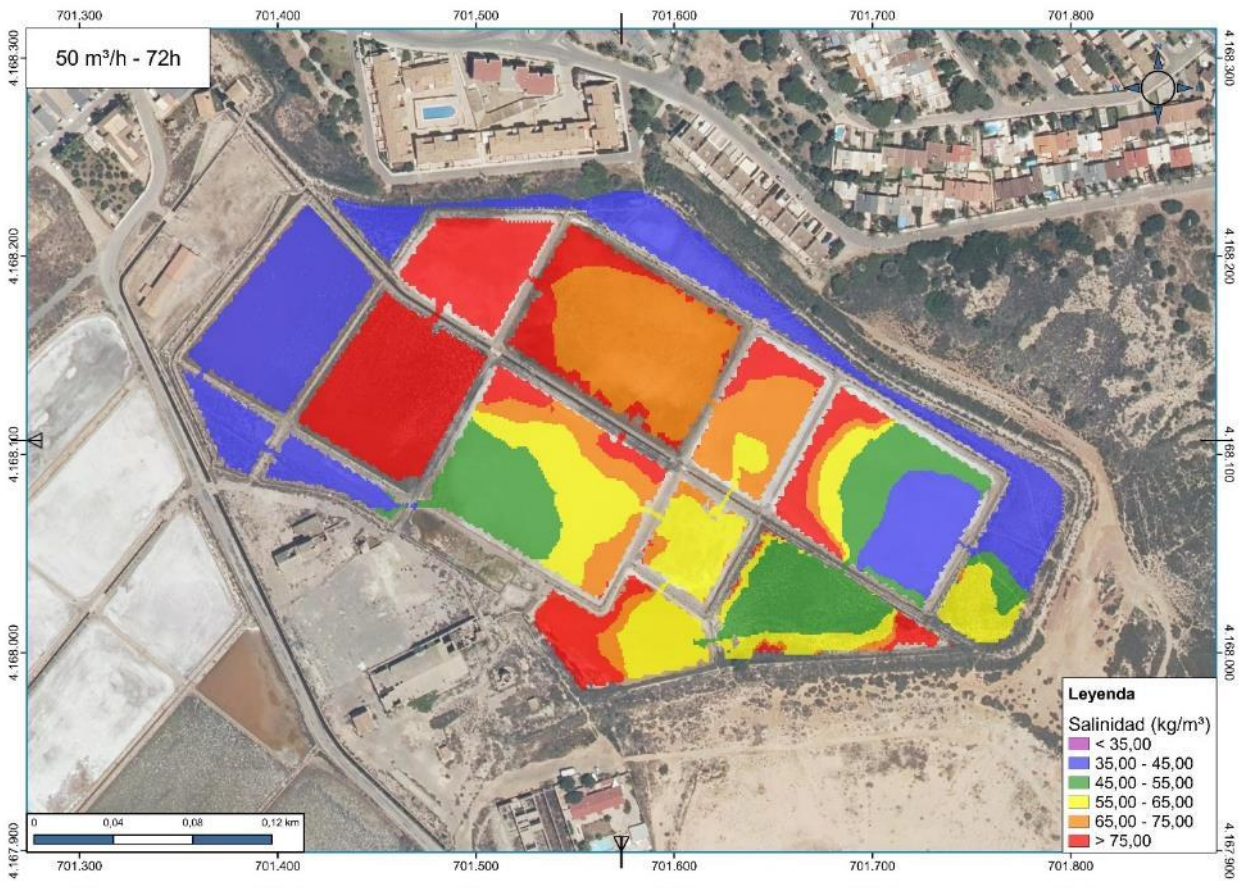 701.300 701.400 701.500 701.600 701.700 701.800
50 m³/h - 72h
4.168.300 4.168.300
4.168.200 4.168.200
4.168.100 4.168.100
4.168.000 4.168.000
4.167.900 4.167.900
Leyenda
Salinidad (kg/m³)
< 35,00
35,00 - 45,00
45,00 - 55,00
55,00 - 65,00
65,00 - 75,00
> 75,00
0 0,04 0,08 0,12 km
701.300 701.400 701.500 701.600 701.700 701.800